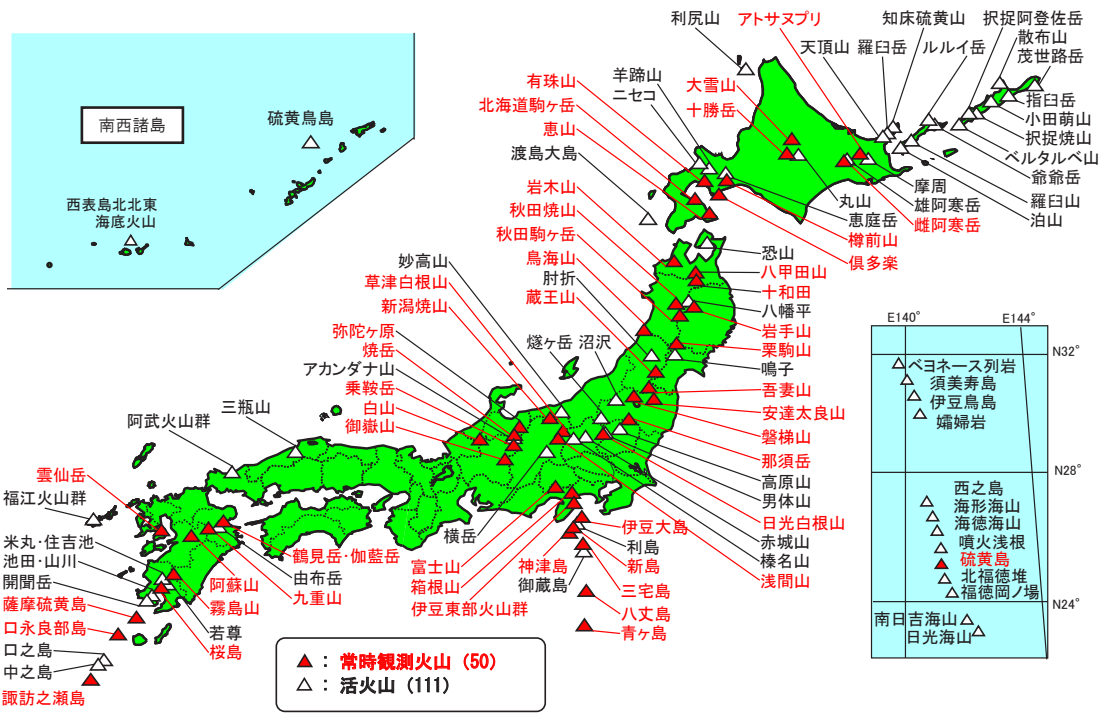 南西諸島
硫黄鳥島
西表島北北東
海底火山
利尻山
アトサヌプリ
知床硫黄山
択捉阿登佐岳
天頂山
羅臼岳
ルルイ岳
散布山
茂世路岳
羊蹄山
ニセコ
有珠山
大雪山
北海道駒ヶ岳
十勝岳
恵山
渡島大島
指臼岳
小田萌山
択捉焼山
ベルタルベ山
爺爺岳
羅臼山
泊山
摩周
雄阿寒岳
雌阿寒岳
丸山
恵庭岳
樽前山
倶多楽
岩木山
秋田焼山
秋田駒ヶ岳
鳥海山
肘折
蔵王山
恐山
八甲田山
十和田
八幡平
岩手山
栗駒山
鳴子
吾妻山
安達太良山
磐梯山
那須岳
高原山
男体山
日光白根山
赤城山
榛名山
浅間山
妙高山
草津白根山
新潟焼山
弥陀ヶ原
焼岳
アカンダナ山
乗鞍岳
白山
御嶽山
燧ヶ岳
沼沢
三瓶山
阿武火山群
雲仙岳
福江火山群
米丸・住吉池
池田・山川
開聞岳
薩摩硫黄島
口永良部島
口之島
中之島
諏訪之瀬島
鶴見岳・伽藍岳
由布岳
九重山
阿蘇山
霧島山
若尊
桜島
横岳
富士山
箱根山
伊豆東部火山群
伊豆大島
利島
新島
神津島
御蔵島
三宅島
八丈島
青ヶ島
E140°
E144°
N32°
N28°
N24°
ベヨネース列岩
須美寿島
伊豆鳥島
孀婦岩
西之島
海形海山
海徳海山
噴火浅根
硫黄島
北福徳堆
福徳岡ノ場
南日吉海山
日光海山
：常時観測火山（50）
：活火山（111）